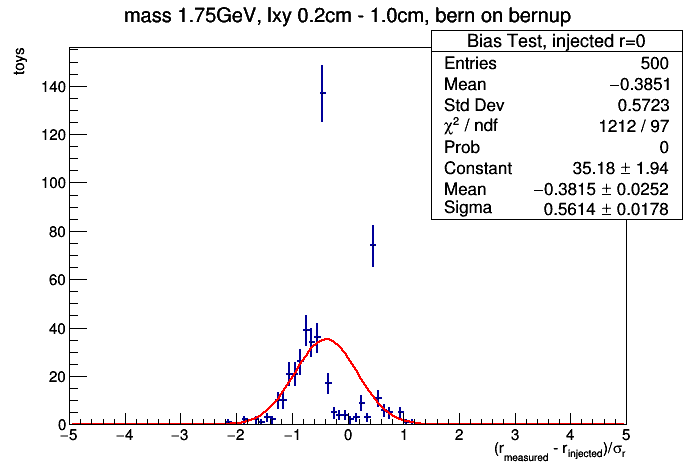 mass 1.75GeV, lxy 0.2cm - 1.0cm, bern on bernup
Bias Test, injected r=0
Entries 500
Mean −0.3851
Std Dev 0.5723
χ² / ndf 1212 / 97
Prob 0
Constant 35.18 ± 1.94
Mean −0.3815 ± 0.0252
Sigma 0.5614 ± 0.0178
toys
140
120
100
80
60
40
20
0
−5 −4 −3 −2 −1 0 1 2 3 4 5
(r_measured - r_injected)/σ_r